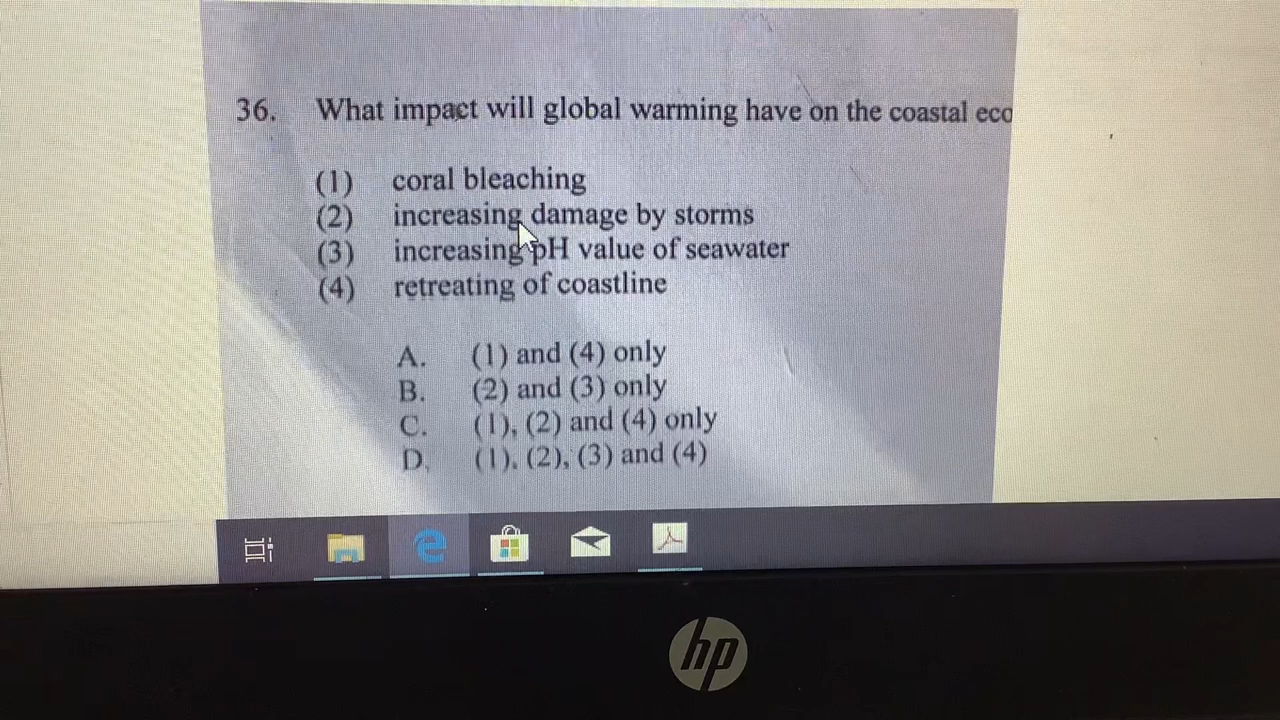 36. What impact will global warming have on the coastal eco
(1) coral bleaching
(2) increasing damage by storms
(3) increasing pH value of seawater
(4) retreating of coastline
A. (1) and (4) only
B. (2) and (3) only
C. (1), (2) and (4) only
D. (1), (2), (3) and (4)
hp